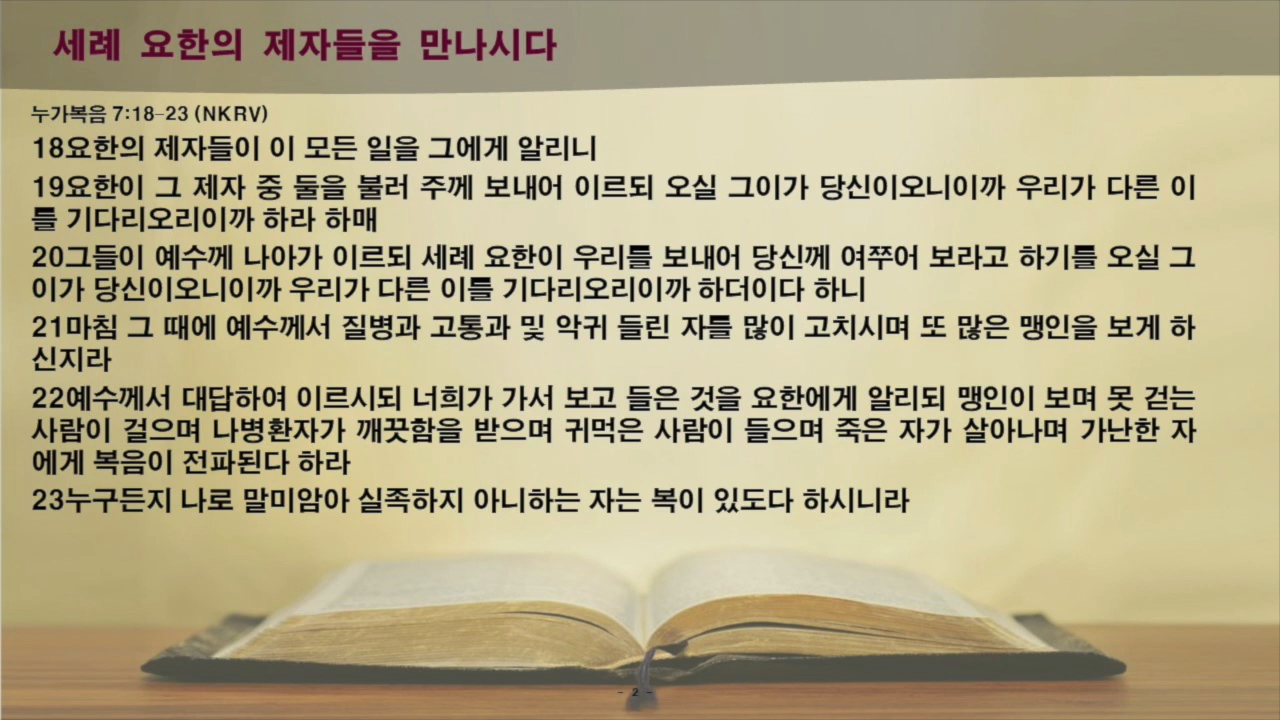 세례 요한의 제자들을 만나시다
누가복음 7:18-23 (NKRV)
18요한의 제자들이 이 모든 일을 그에게 알리니
19요한이 그 제자 중 둘을 불러 주께 보내어 이르되 오실 그이가 당신이오니이까 우리가 다른 이
를 기다리오리이까 하라 하매
20그들이 예수께 나아가 이르되 세례 요한이 우리를 보내어 당신께 여쭈어 보라고 하기를 오실 그
이가 당신이오니이까 우리가 다른 이를 기다리오리이까 하더이다 하니
21마침 그 때에 예수께서 질병과 고통과 및 악귀 들린 자를 많이 고치시며 또 많은 맹인을 보게 하
신지라
22예수께서 대답하여 이르시되 너희가 가서 보고 들은 것을 요한에게 알리되 맹인이 보며 못 걷는
사람이 걸으며 나병환자가 깨끗함을 받으며 귀먹은 사람이 들으며 죽은 자가 살아나며 가난한 자
에게 복음이 전파된다 하라
23누구든지 나로 말미암아 실족하지 아니하는 자는 복이 있도다 하시니라
- 2 -